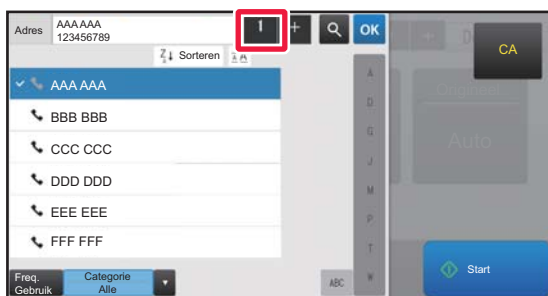 Adres
AAA AAA
123456789
1
+
OK
CA
Sorteren
AAA AAA
BBB BBB
CCC CCC
DDD DDD
EEE EEE
FFF FFF
A
D
G
J
M
P
T
W
Origineel
Auto
Freq.
Gebruik
Categorie
Alle
ABC
Start